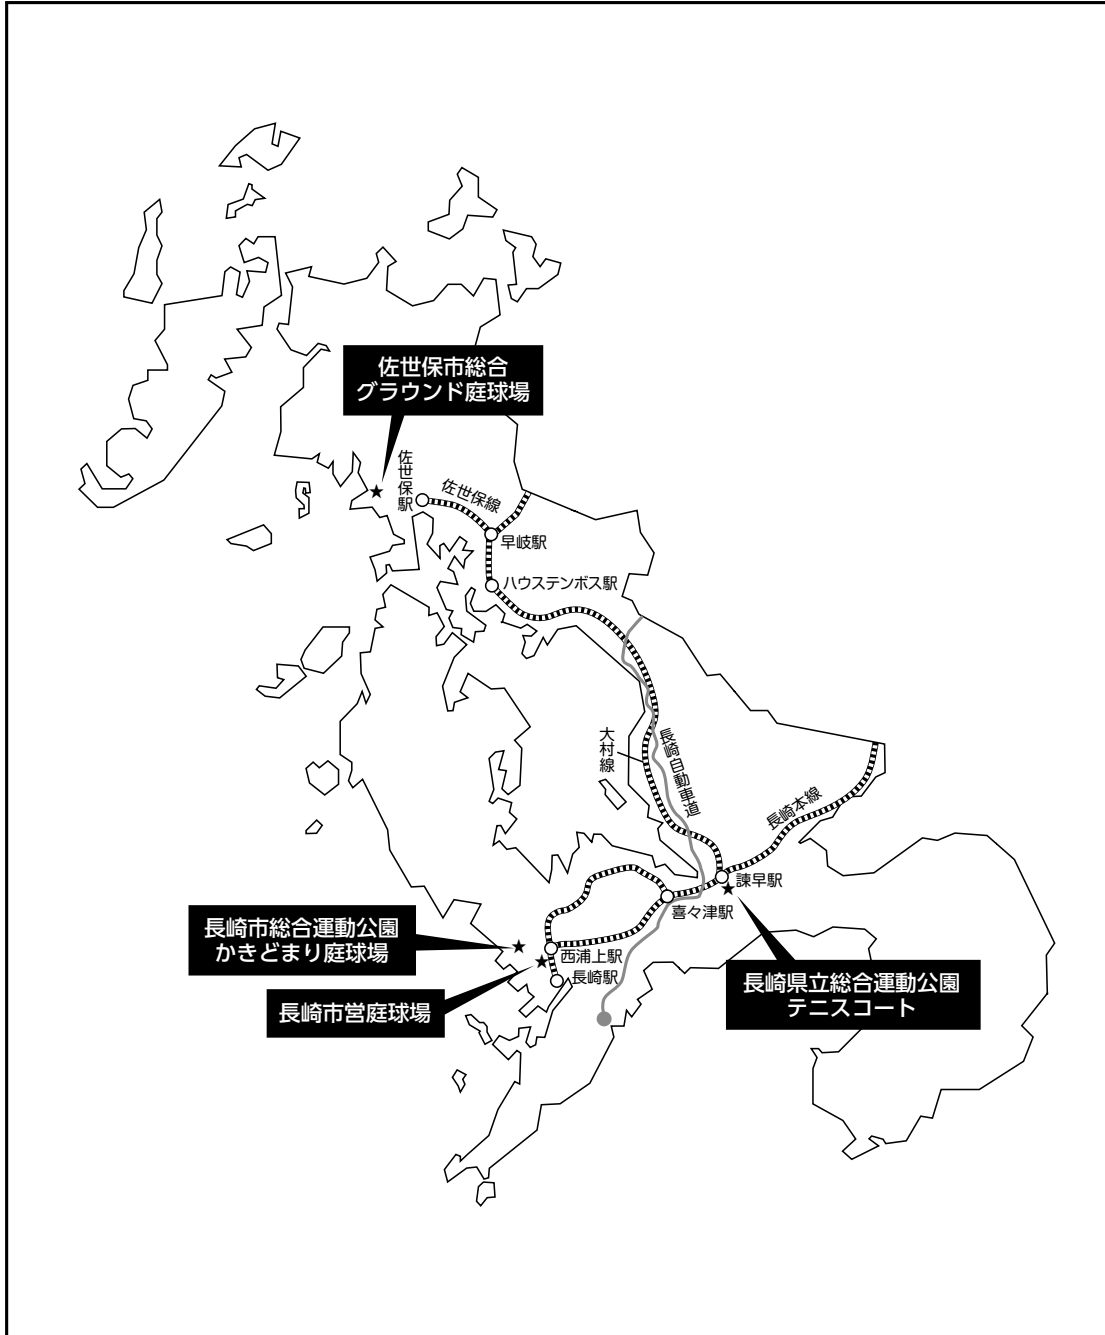 佐世保市総合
グラウンド庭球場
佐世保駅
佐世保線
早岐駅
ハウステンボス駅
大村線
長崎自動車道
長崎本線
諫早駅
喜々津駅
長崎市総合運動公園
かきどまり庭球場
西浦上駅
長崎駅
長崎県立総合運動公園
テニスコート
長崎市営庭球場